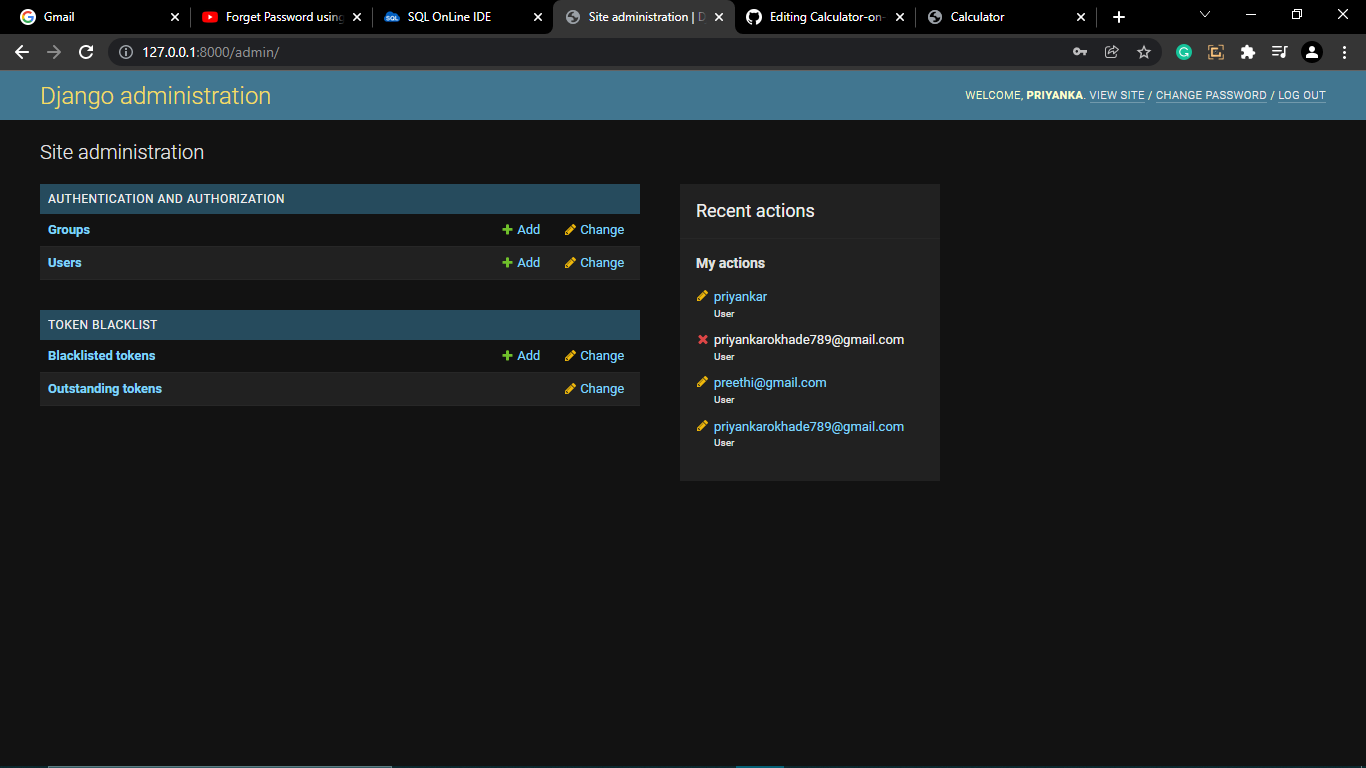 Gmail
Forget Password using
SQL OnLine IDE
Site administration | D
Editing Calculator-on-
Calculator
127.0.0.1:8000/admin/
Django administration
WELCOME, PRIYANKA. VIEW SITE / CHANGE PASSWORD / LOG OUT
Site administration
AUTHENTICATION AND AUTHORIZATION
Groups Add Change
Users Add Change
TOKEN BLACKLIST
Blacklisted tokens Add Change
Outstanding tokens Change
Recent actions
My actions
priyankar
User
priyankarokhade789@gmail.com
User
preethi@gmail.com
User
priyankarokhade789@gmail.com
User